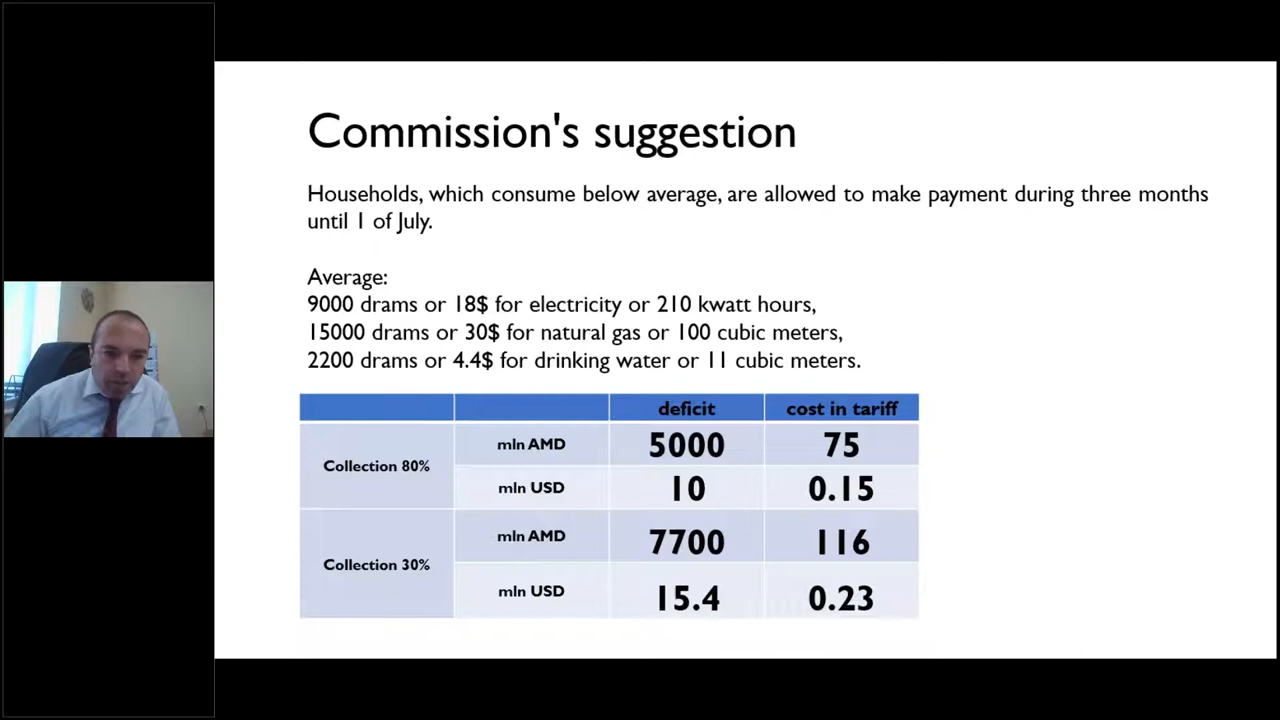 Commission's suggestion
Households, which consume below average, are allowed to make payment during three months
until 1 of July.
Average:
9000 drams or 18$ for electricity or 210 kwatt hours,
15000 drams or 30$ for natural gas or 100 cubic meters,
2200 drams or 4.4$ for drinking water or 11 cubic meters.
deficit cost in tariff
Collection 80% mln AMD 5000 75
mln USD 10 0.15
Collection 30% mln AMD 7700 116
mln USD 15.4 0.23